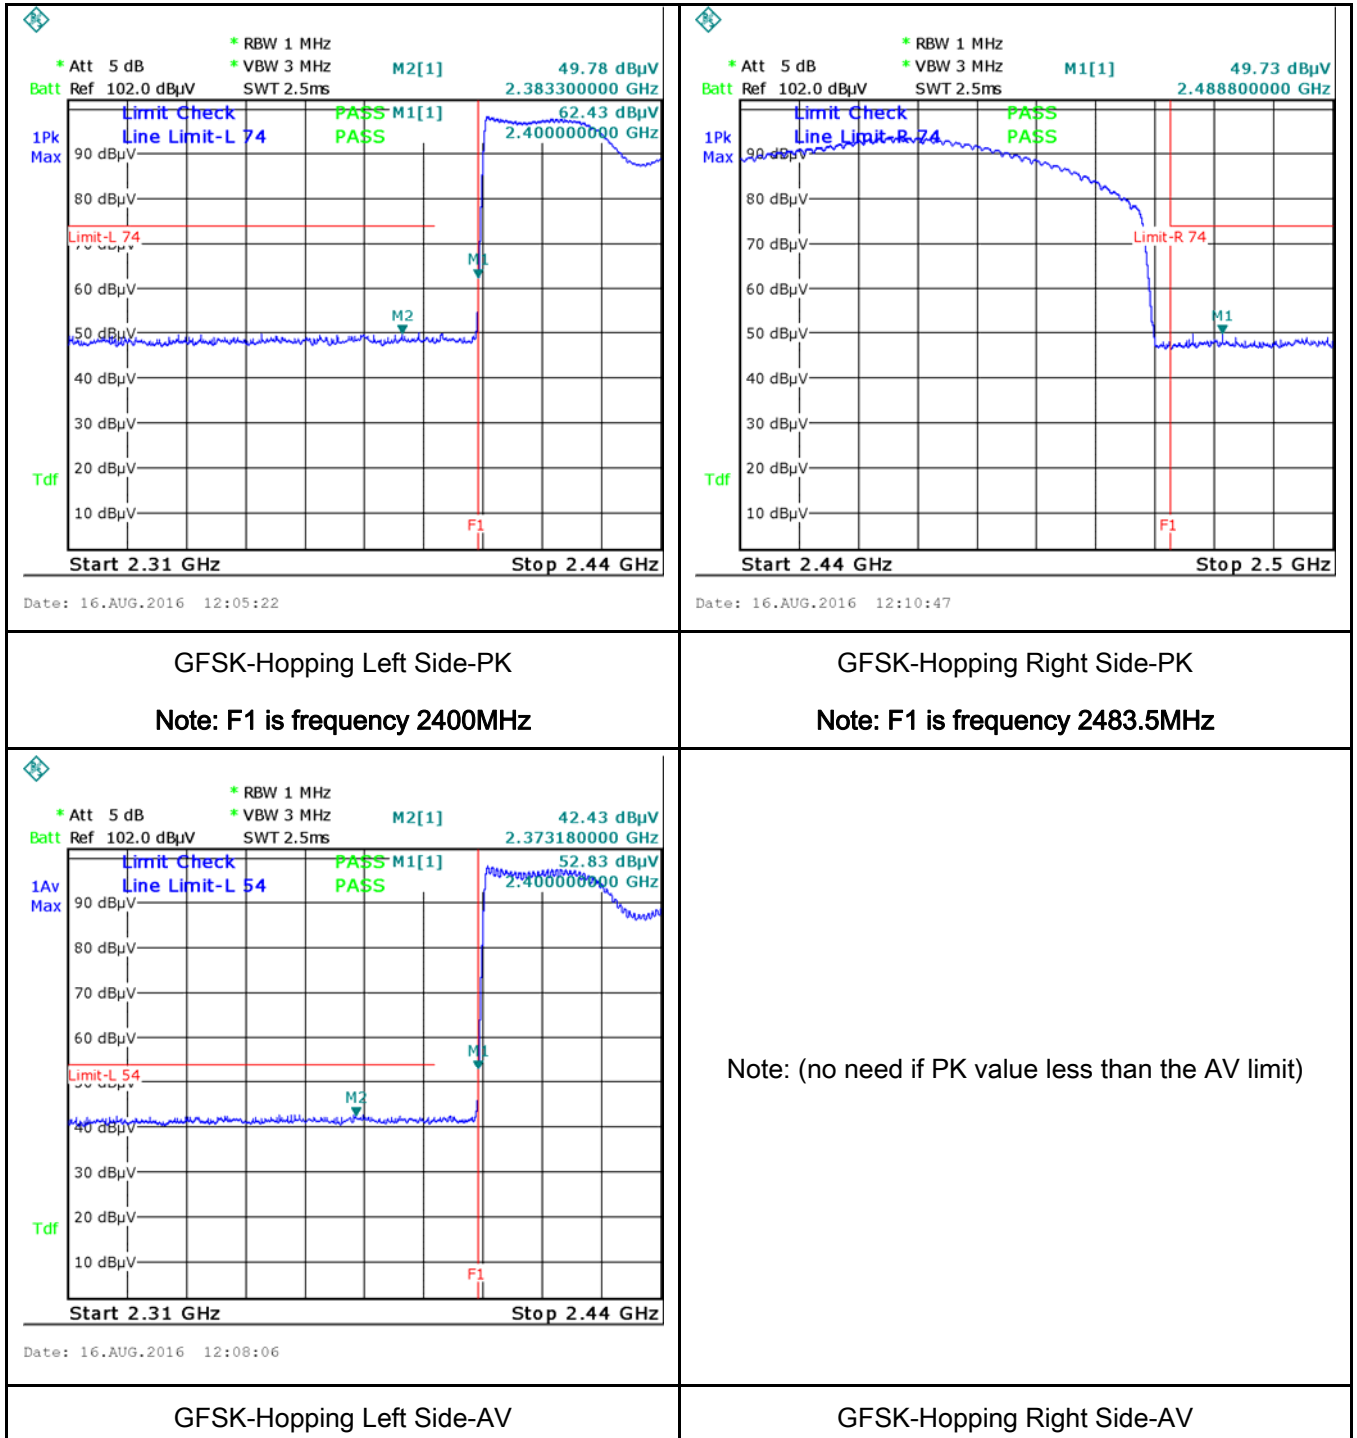 * RBW 1 MHz
* Att 5 dB * VBW 3 MHz M2[1] 49.78 dBµV
Batt Ref 102.0 dBµV SWT 2.5ms 2.383300000 GHz
Limit Check PASS M1[1] 62.43 dBµV
1Pk Line Limit-L 74 PASS 2.400000000 GHz
Max 90 dBµV
80 dBµV
Limit-L 74
70 dBµV
M1
60 dBµV
M2
50 dBµV
40 dBµV
30 dBµV
Tdf 20 dBµV
10 dBµV
F1
Start 2.31 GHz Stop 2.44 GHz
Date: 16.AUG.2016 12:05:22
* RBW 1 MHz
* Att 5 dB * VBW 3 MHz M1[1] 49.73 dBµV
Batt Ref 102.0 dBµV SWT 2.5ms 2.488800000 GHz
Limit Check PASS
1Pk Line Limit-R 74 PASS
Max 90 dBµV
80 dBµV
Limit-R 74
70 dBµV
60 dBµV
M1
50 dBµV
40 dBµV
30 dBµV
Tdf 20 dBµV
10 dBµV
F1
Start 2.44 GHz Stop 2.5 GHz
Date: 16.AUG.2016 12:10:47
GFSK-Hopping Left Side-PK
Note: F1 is frequency 2400MHz
GFSK-Hopping Right Side-PK
Note: F1 is frequency 2483.5MHz
* RBW 1 MHz
* Att 5 dB * VBW 3 MHz M2[1] 42.43 dBµV
Batt Ref 102.0 dBµV SWT 2.5ms 2.373180000 GHz
Limit Check PASS M1[1] 52.83 dBµV
1Av Line Limit-L 54 PASS 2.400000000 GHz
Max 90 dBµV
80 dBµV
70 dBµV
60 dBµV
M1
Limit-L 54
50 dBµV
M2
40 dBµV
30 dBµV
Tdf 20 dBµV
10 dBµV
F1
Start 2.31 GHz Stop 2.44 GHz
Date: 16.AUG.2016 12:08:06
Note: (no need if PK value less than the AV limit)
GFSK-Hopping Left Side-AV
GFSK-Hopping Right Side-AV